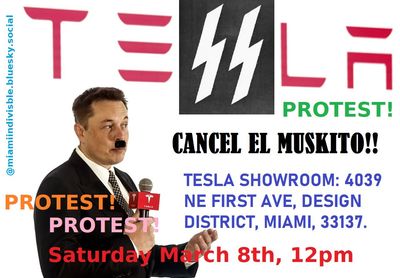 TESLA
PROTEST!
CANCEL EL MUSKITO!!
TESLA SHOWROOM: 4039
NE FIRST AVE, DESIGN
DISTRICT, MIAMI, 33137.
PROTEST!
PROTEST!
Saturday March 8th, 12pm
@miamiindivisble.bluesky.social
TESLA